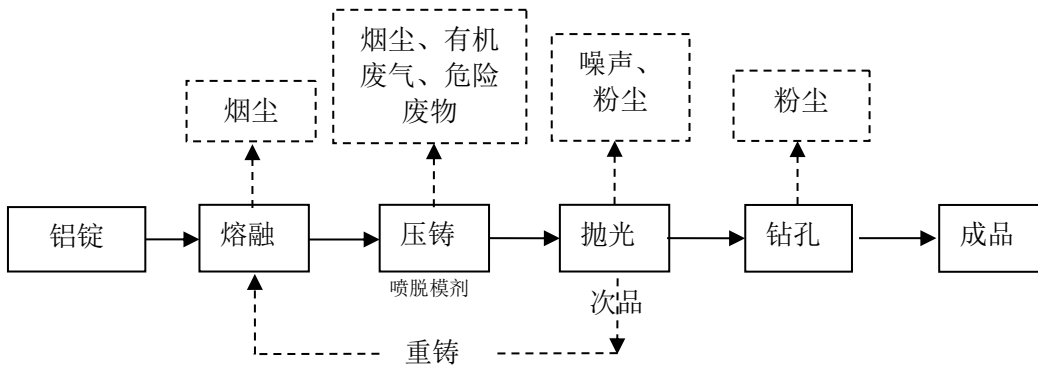 烟尘、有机
废气、危险
废物
噪声、
粉尘
烟尘
粉尘
铝锭
熔融
压铸
抛光
钻孔
成品
喷脱模剂
次品
重铸